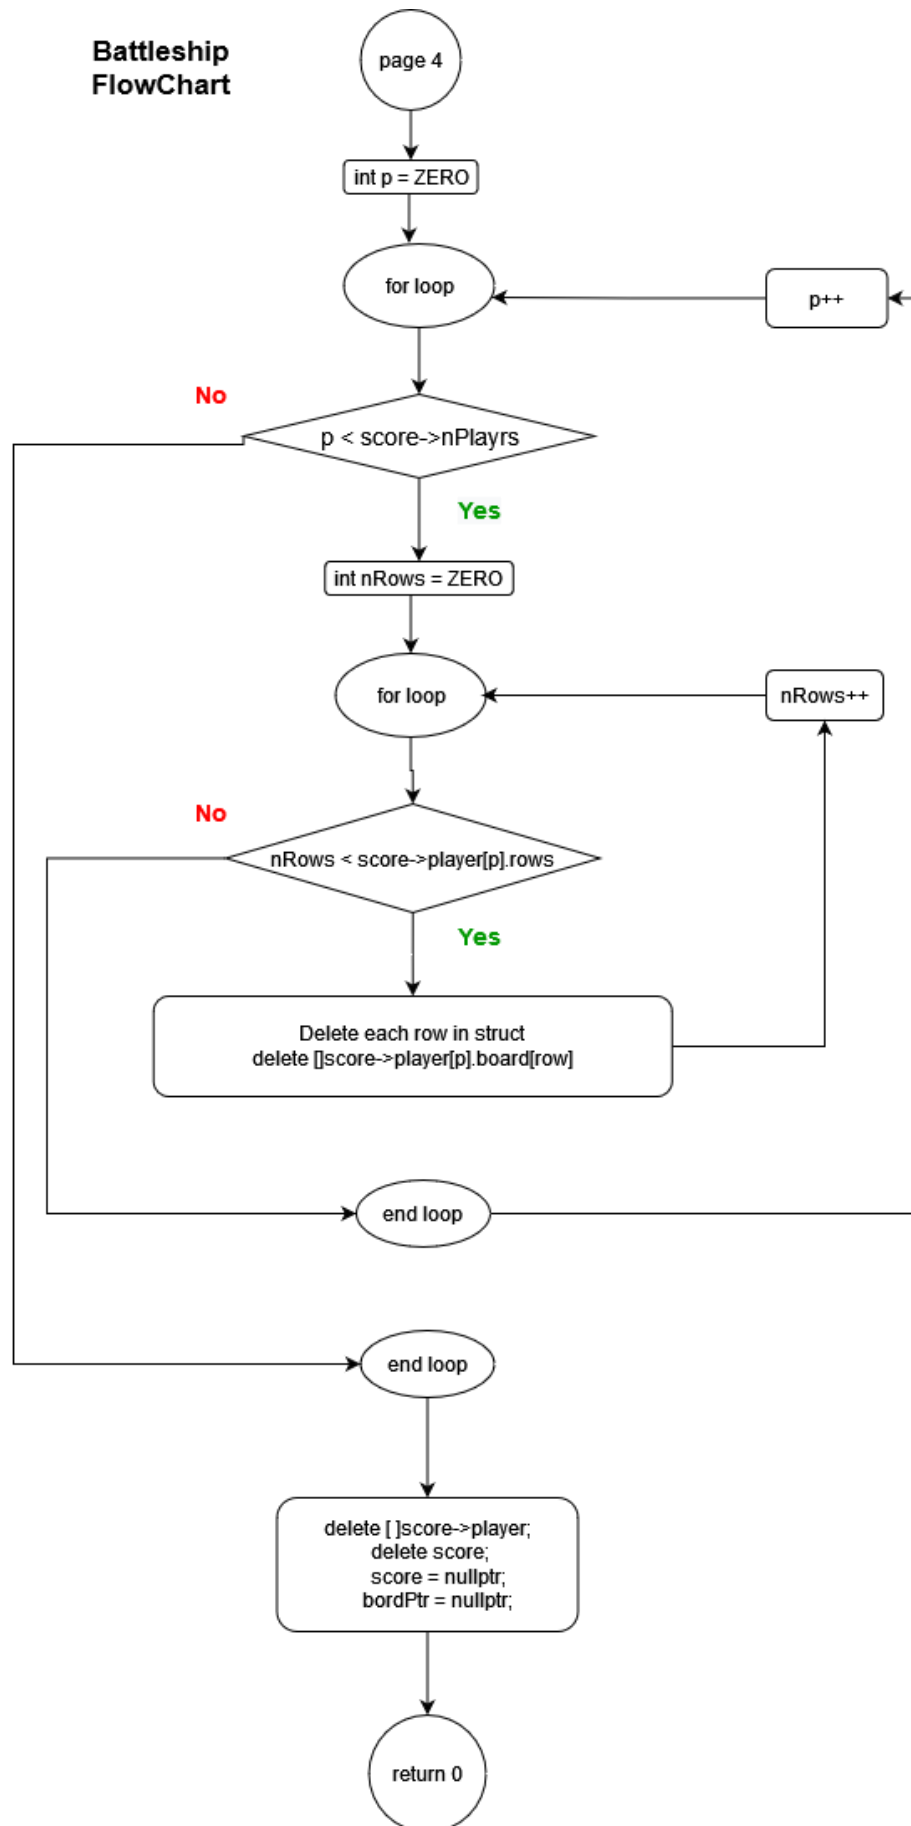 Battleship
FlowChart
page 4
int p = ZERO
for loop
p++
No
p < score->nPlayrs
Yes
int nRows = ZERO
for loop
nRows++
No
nRows < score->player[p].rows
Yes
Delete each row in struct
delete []score->player[p].board[row]
end loop
end loop
delete [ ]score->player;
delete score;
score = nullptr;
bordPtr = nullptr;
return 0